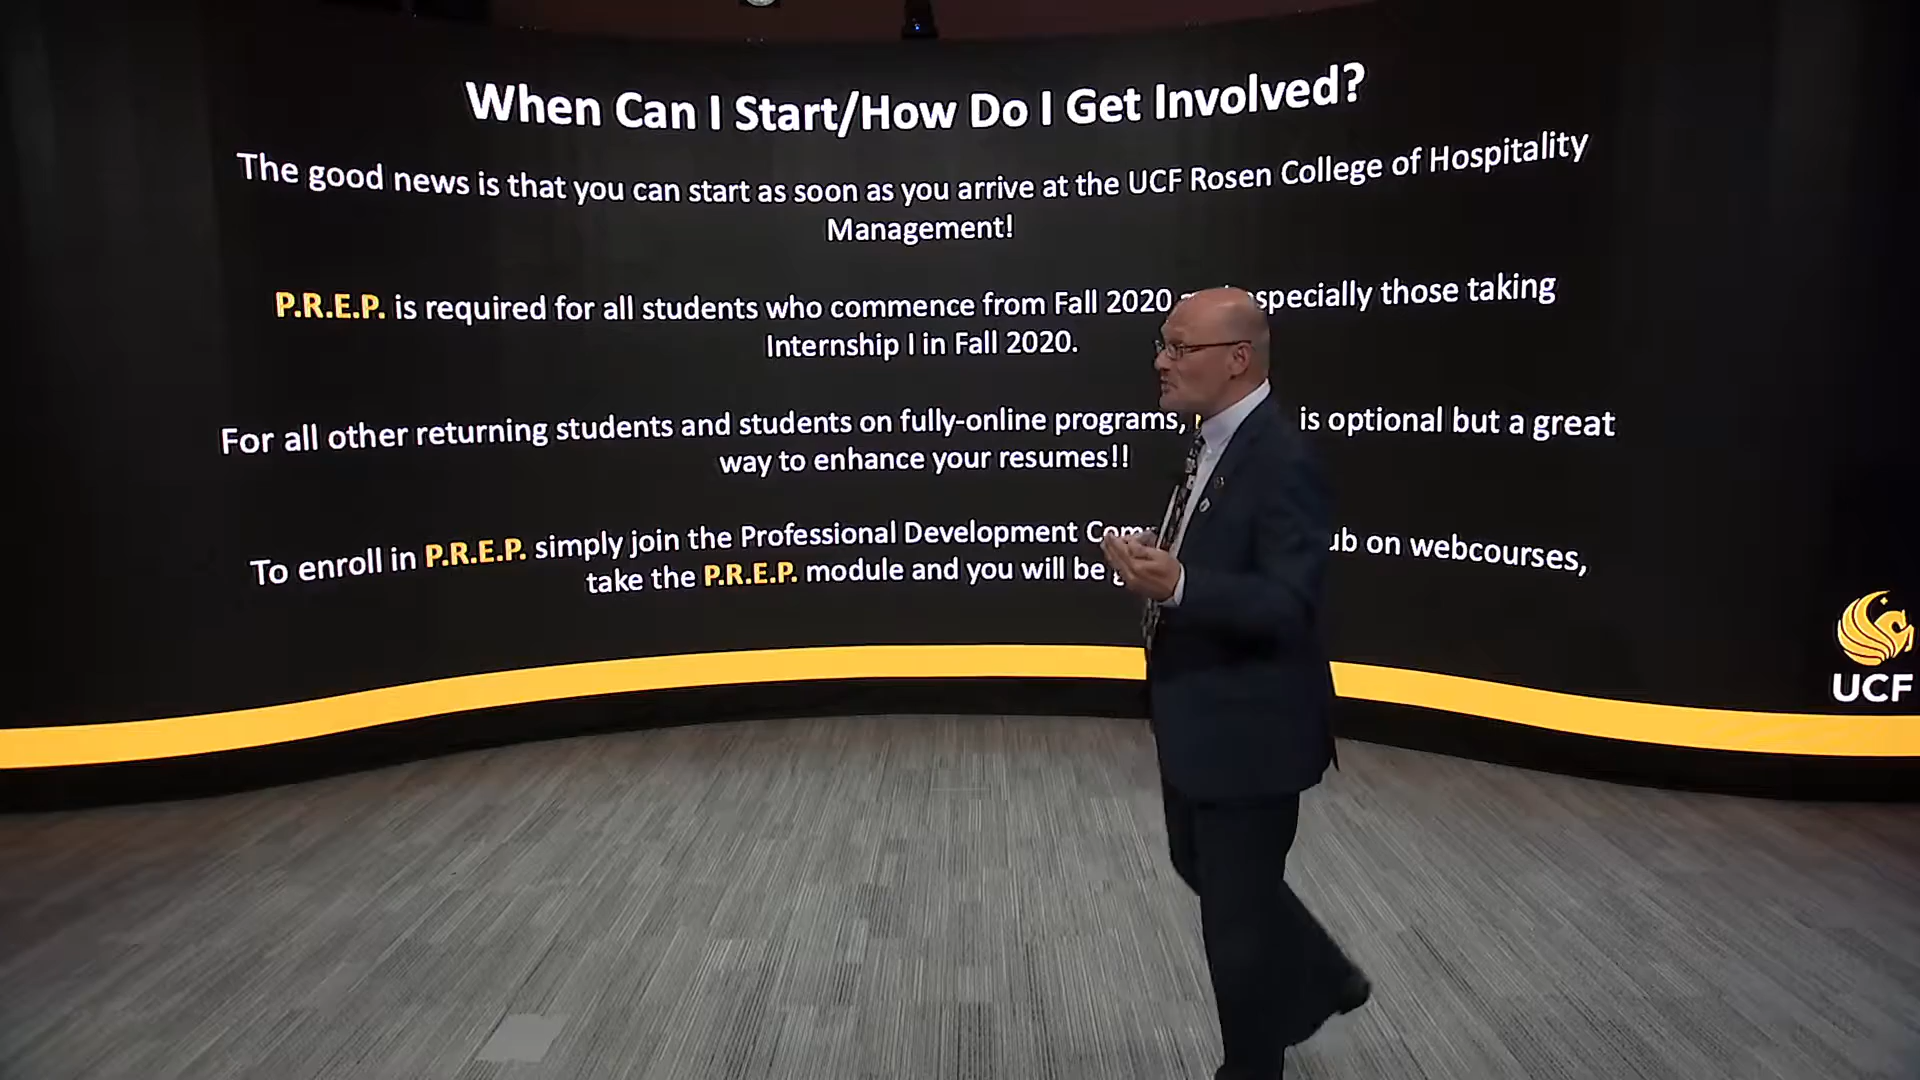 When Can I Start/How Do I Get Involved?
The good news is that you can start as soon as you arrive at the UCF Rosen College of Hospitality
Management!
P.R.E.P. is required for all students who commence from Fall 2020 especially those taking
Internship I in Fall 2020.
For all other returning students and students on fully-online programs, is optional but a great
way to enhance your resumes!!
To enroll in P.R.E.P. simply join the Professional Development on webcourses,
take the P.R.E.P. module and you will be
UCF